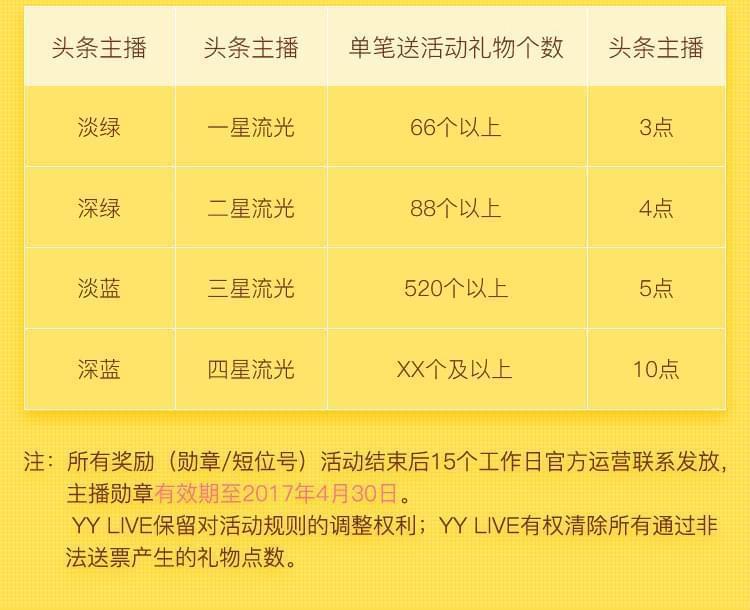 头条主播 头条主播 单笔送活动礼物个数 头条主播
淡绿 一星流光 66个以上 3点
深绿 二星流光 88个以上 4点
淡蓝 三星流光 520个以上 5点
深蓝 四星流光 XX个及以上 10点
注：所有奖励（勋章/短位号）活动结束后15个工作日官方运营联系发放，
主播勋章有效期至2017年4月30日。
YY LIVE保留对活动规则的调整权利；YY LIVE有权清除所有通过非
法送票产生的礼物点数。